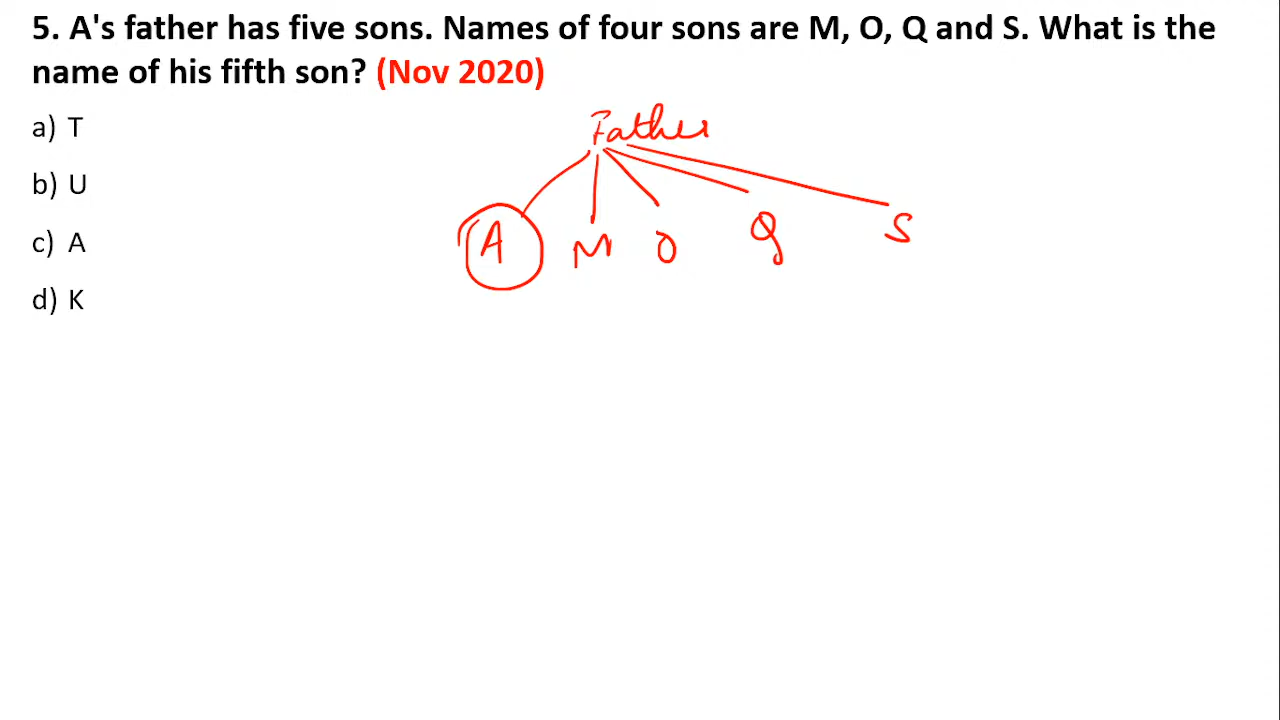 5. A's father has five sons. Names of four sons are M, O, Q and S. What is the
name of his fifth son? (Nov 2020)
a) T
b) U
c) A
d) K
Father
A M O Q S